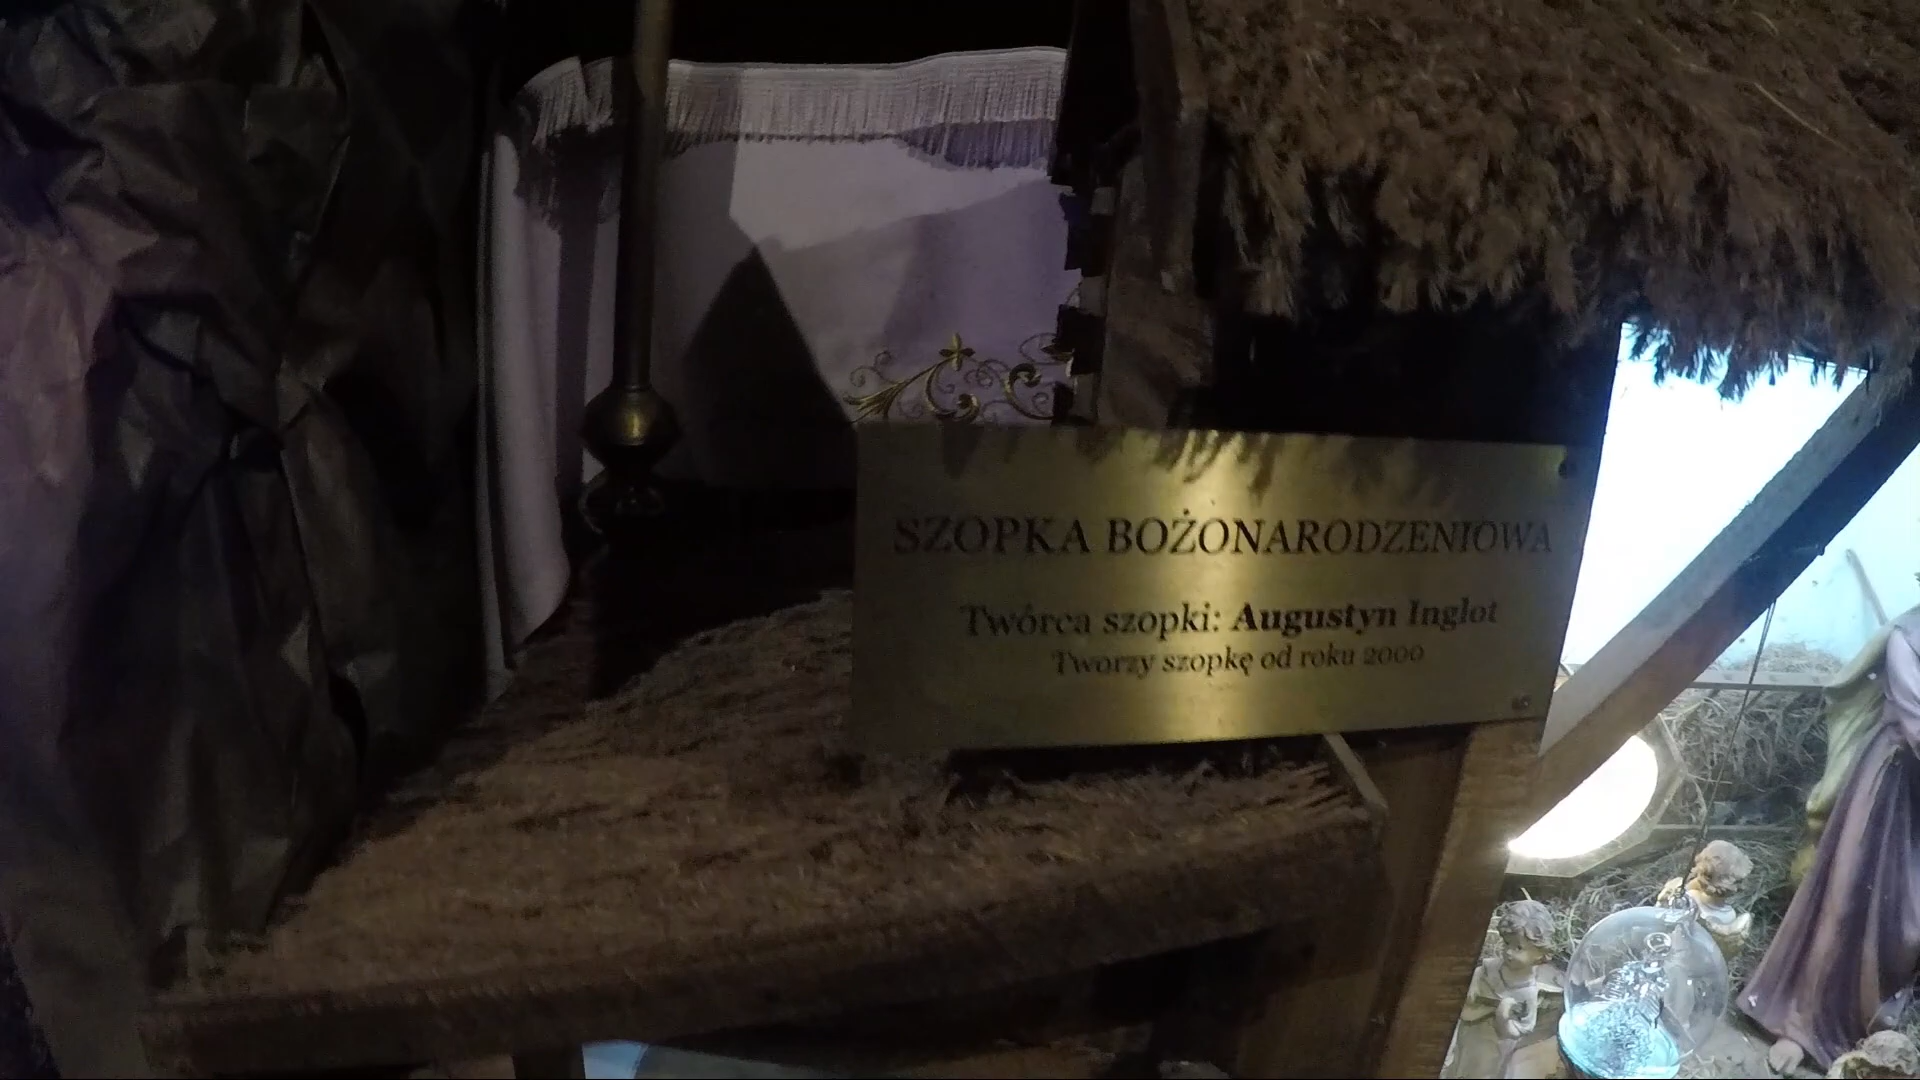 SZOPKA BOŻONARODZENIOWA
Twórca szopki: Augustyn Inglot
Tworzy szopkę od roku 2000